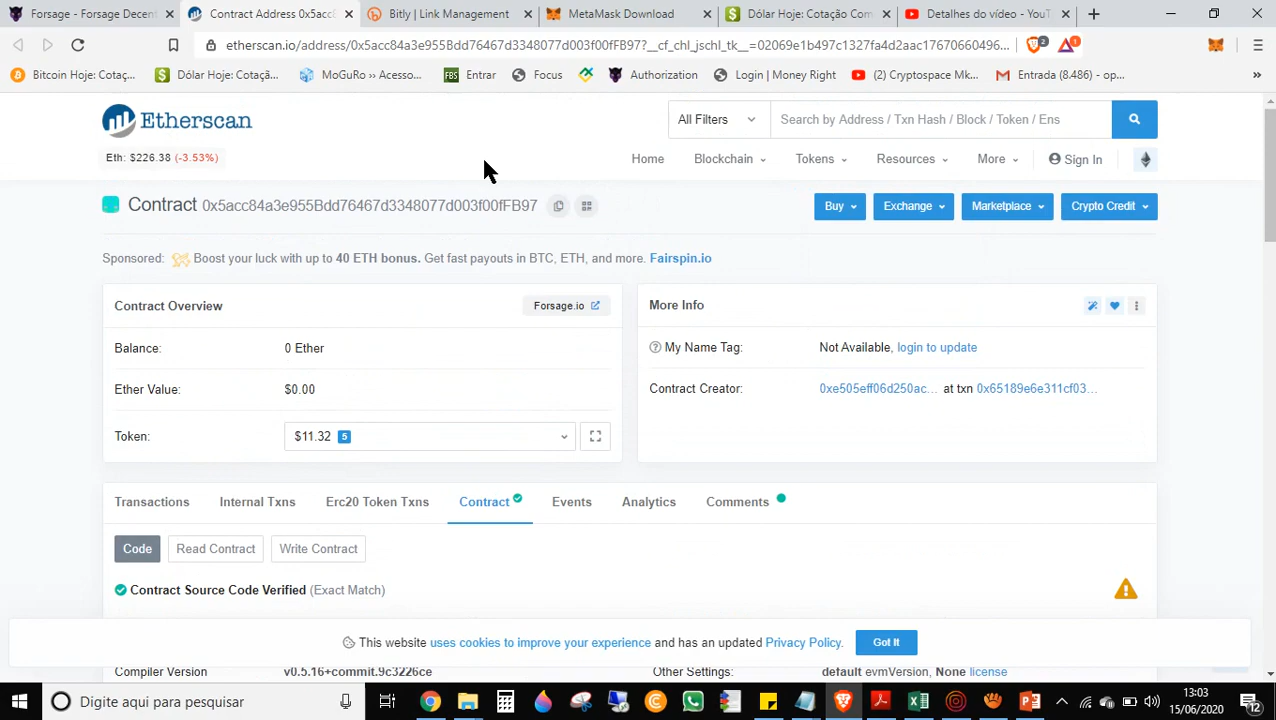 Forsage - Forsage Decent
Contract Address 0x5acc8
Bitly | Link Management
MetaMask Download
Dólar Hoje: Cotação Com
Detalhes do vídeo - YouT
etherscan.io/address/0x5acc84a3e955Bdd76467d3348077d003f00fFB97?__cf_chl_jschl_tk__=02069e1b497c1327fa4d2aac17670660496...
2
1
Bitcoin Hoje: Cotaç...
Dólar Hoje: Cotaçã...
MoGuRo ›› Acesso...
FBS
Entrar
Focus
Authorization
Login | Money Right
(2) Cryptospace Mk...
Entrada (8.486) - op...
»
Etherscan
All Filters
Search by Address / Txn Hash / Block / Token / Ens
Eth: $226.38 (-3.53%)
Home
Blockchain
Tokens
Resources
More
Sign In
Contract 0x5acc84a3e955Bdd76467d3348077d003f00fFB97
Buy
Exchange
Marketplace
Crypto Credit
Sponsored: Boost your luck with up to 40 ETH bonus. Get fast payouts in BTC, ETH, and more. Fairspin.io
Contract Overview
Forsage.io
More Info
Balance:
0 Ether
My Name Tag:
Not Available, login to update
Ether Value:
$0.00
Contract Creator:
0xe505eff06d250ac... at txn 0x65189e6e311cf03...
Token:
$11.32 5
Transactions
Internal Txns
Erc20 Token Txns
Contract
Events
Analytics
Comments
Code
Read Contract
Write Contract
Contract Source Code Verified (Exact Match)
This website uses cookies to improve your experience and has an updated Privacy Policy.
Got It
Compiler Version
v0.5.16+commit.9c3226ce
Other Settings:
default evmVersion, None license
Digite aqui para pesquisar
13:03
15/06/2020
12